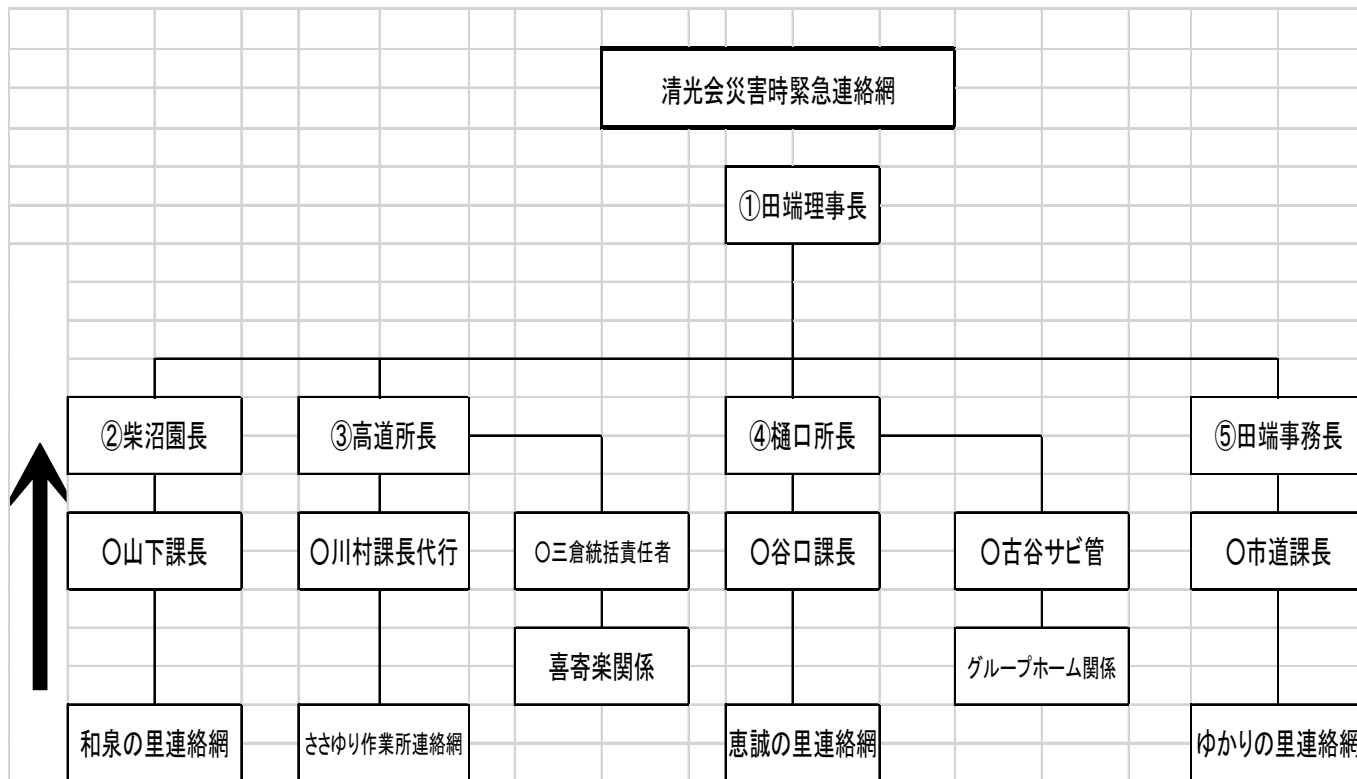 清光会災害時緊急連絡網
①田端理事長
②柴沼園長
③高道所長
④樋口所長
⑤田端事務長
〇山下課長
〇川村課長代行
〇三倉統括責任者
〇谷口課長
〇古谷サビ管
〇市道課長
喜寄楽関係
グループホーム関係
和泉の里連絡網
ささゆり作業所連絡網
恵誠の里連絡網
ゆかりの里連絡網